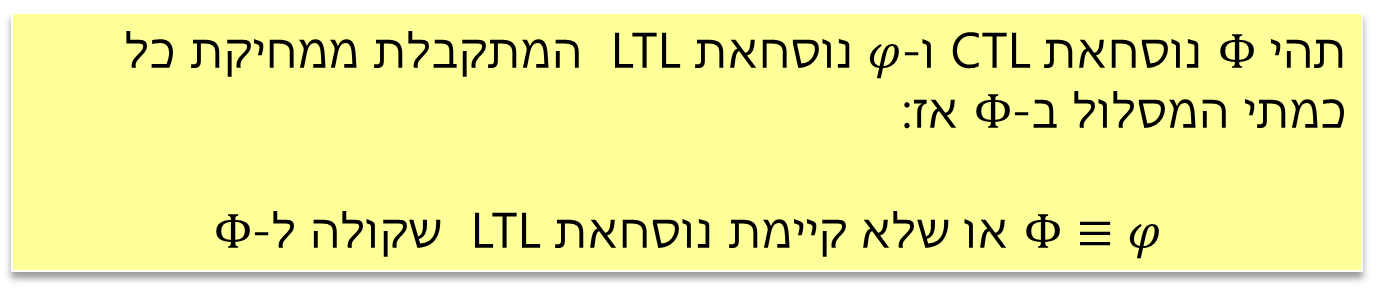 תהי Φ נוסחאת CTL ו-φ נוסחאת LTL המתקבלת ממחיקת כל
כמתי המסלול ב-Φ אז:
Φ ≡ φ או שלא קיימת נוסחאת LTL שקולה ל-Φ